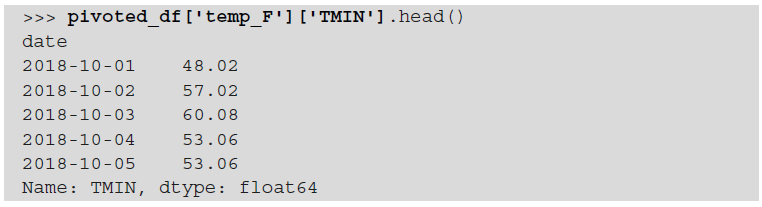 >>> pivoted_df['temp_F']['TMIN'].head()
date
2018-10-01    48.02
2018-10-02    57.02
2018-10-03    60.08
2018-10-04    53.06
2018-10-05    53.06
Name: TMIN, dtype: float64